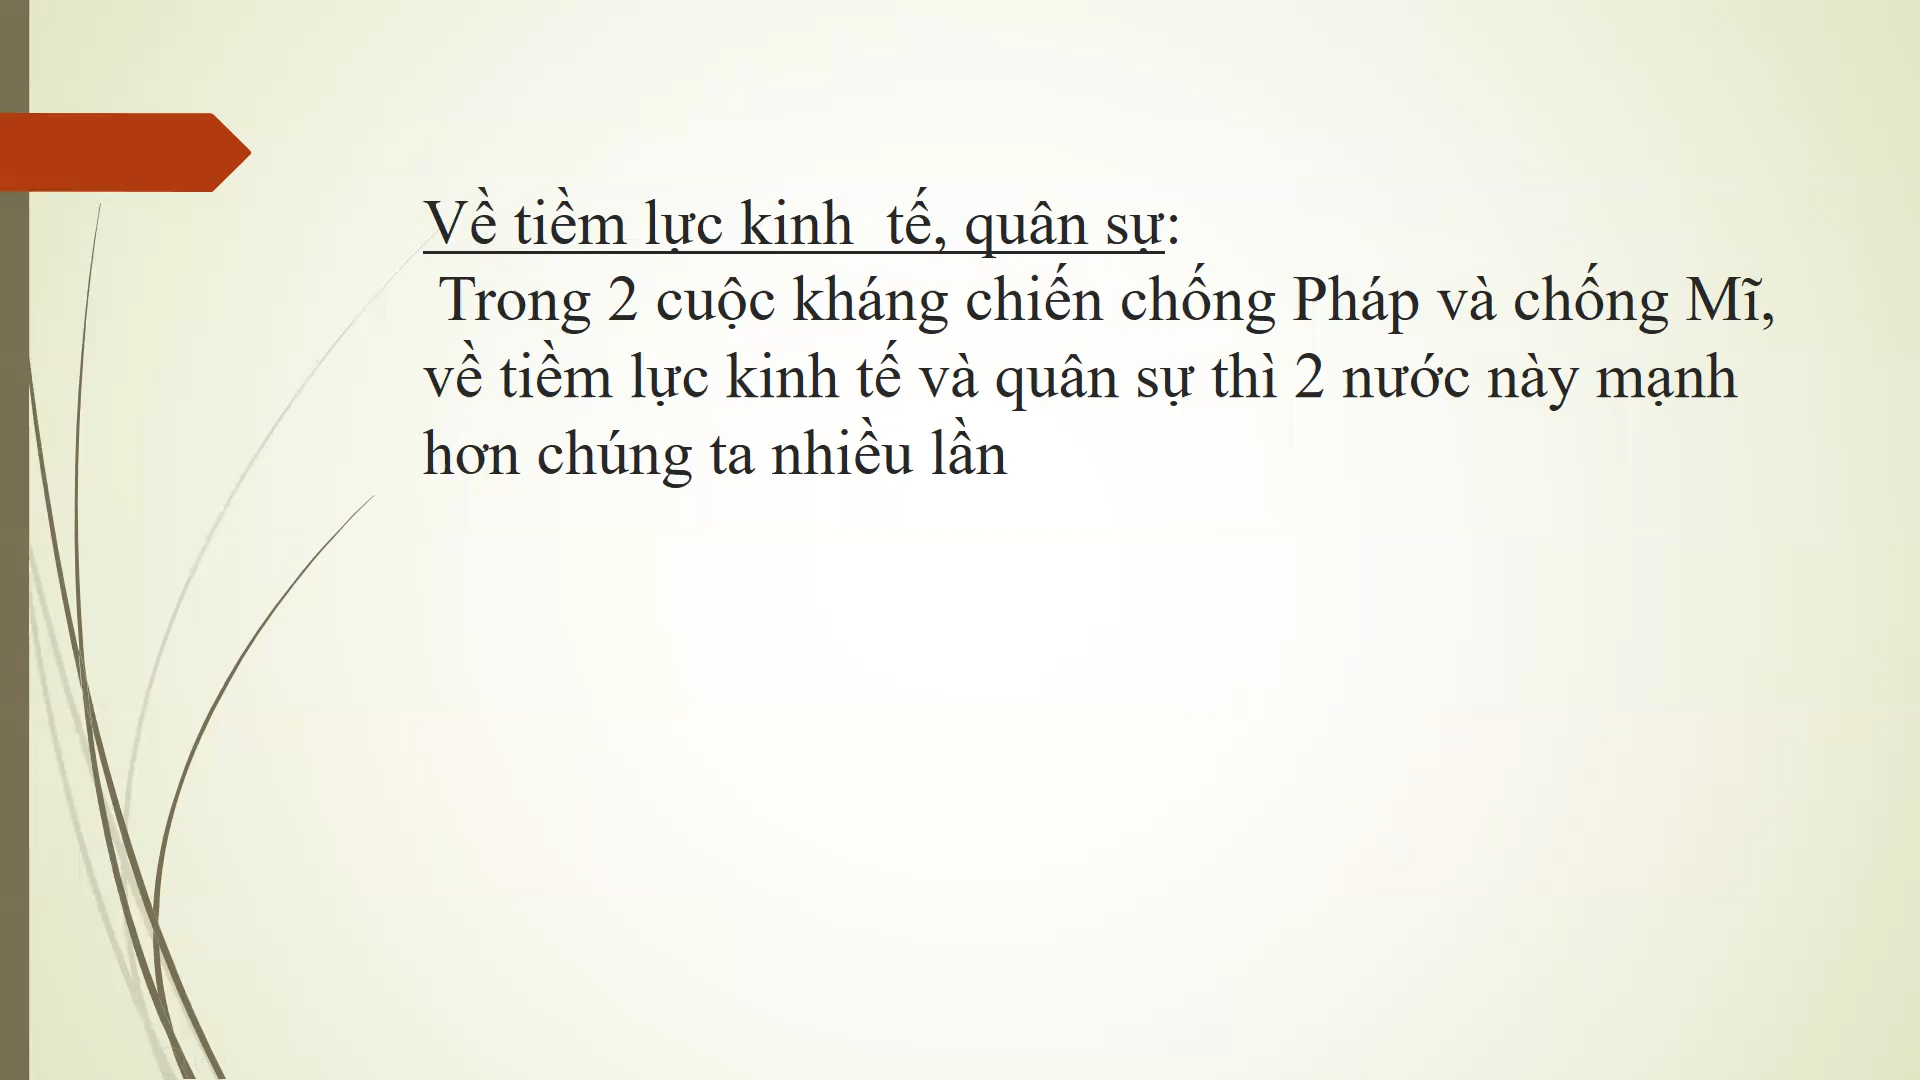 Về tiềm lực kinh  tế, quân sự:
Trong 2 cuộc kháng chiến chống Pháp và chống Mĩ,
về tiềm lực kinh tế và quân sự thì 2 nước này mạnh
hơn chúng ta nhiều lần